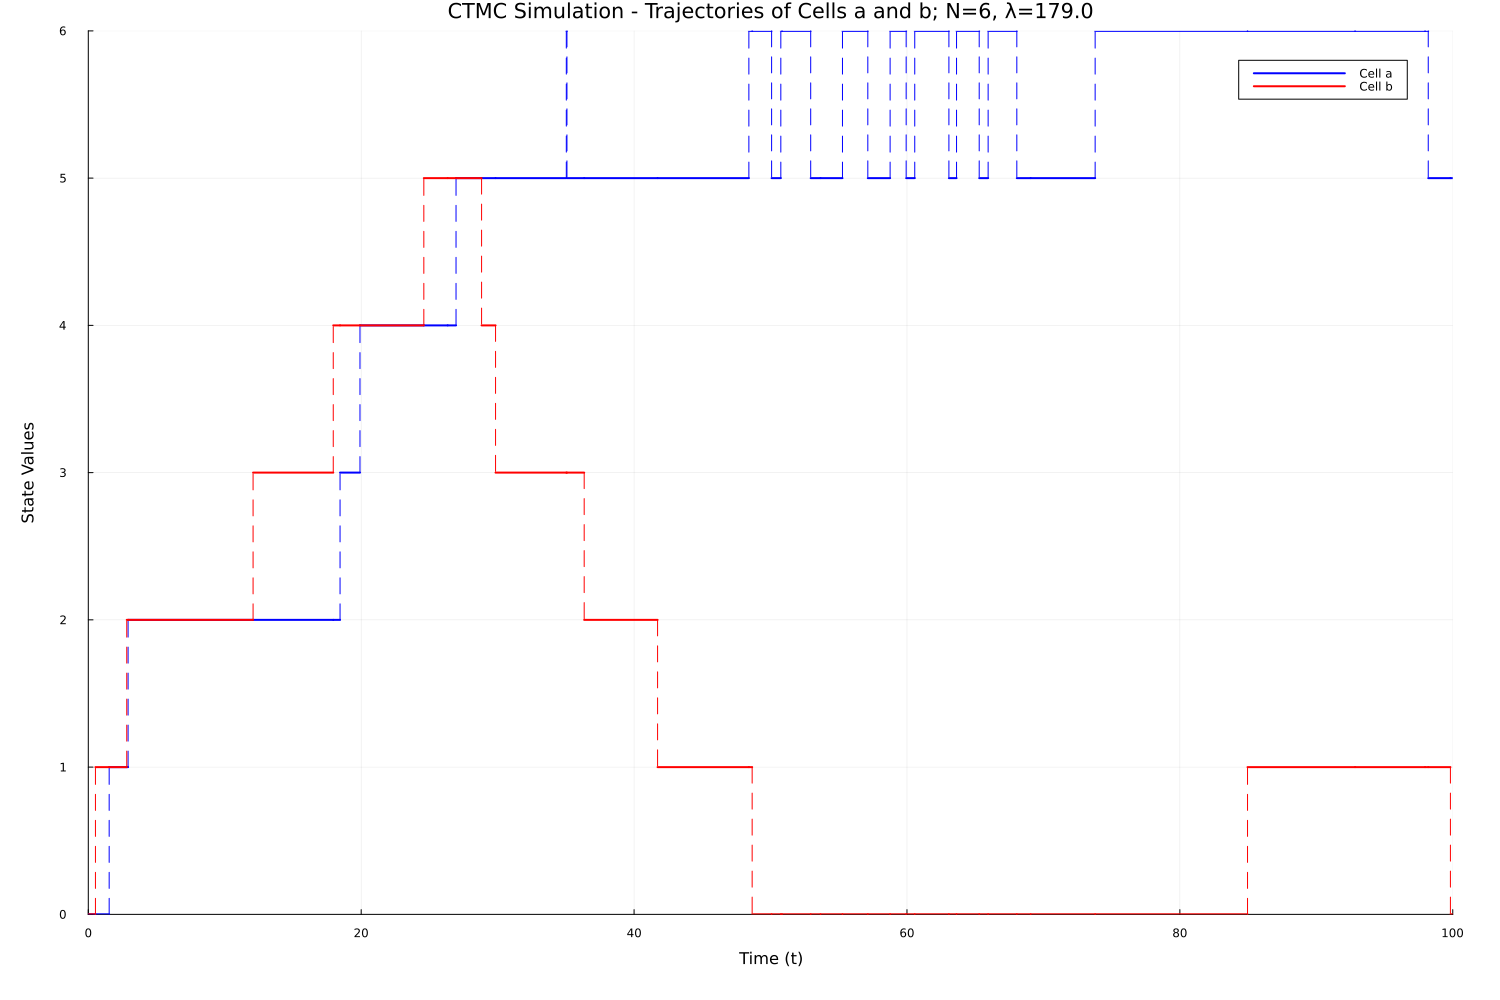 CTMC Simulation - Trajectories of Cells a and b; N=6, λ=179.0
6
Cell a
Cell b
5
4
State Values
3
2
1
0
0 20 40 60 80 100
Time (t)